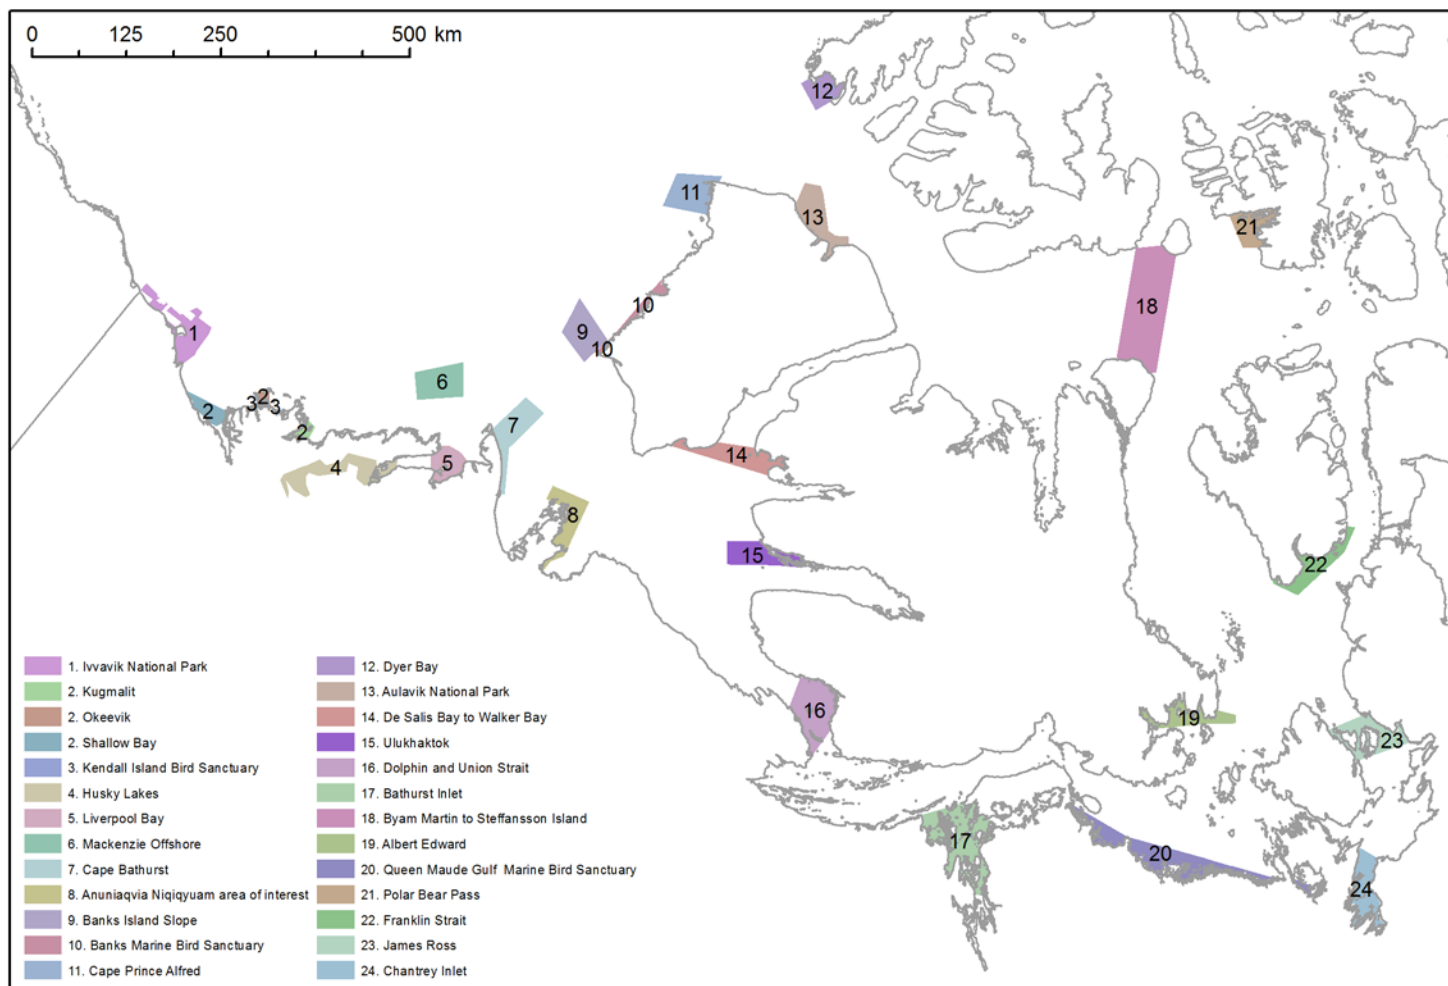 0 125 250 500 km
12
11
13
10
21
18
9
10
1
6
2
3
3
2
7
2
14
5
4
8
15
22
16
19
23
17
20
24
1. Ivvavik National Park
2. Kugmalit
2. Okeevik
2. Shallow Bay
3. Kendall Island Bird Sanctuary
4. Husky Lakes
5. Liverpool Bay
6. Mackenzie Offshore
7. Cape Bathurst
8. Anuniaqvia Niqiqyuam area of interest
9. Banks Island Slope
10. Banks Marine Bird Sanctuary
11. Cape Prince Alfred
12. Dyer Bay
13. Aulavik National Park
14. De Salis Bay to Walker Bay
15. Ulukhaktok
16. Dolphin and Union Strait
17. Bathurst Inlet
18. Byam Martin to Steffansson Island
19. Albert Edward
20. Queen Maude Gulf Marine Bird Sanctuary
21. Polar Bear Pass
22. Franklin Strait
23. James Ross
24. Chantrey Inlet